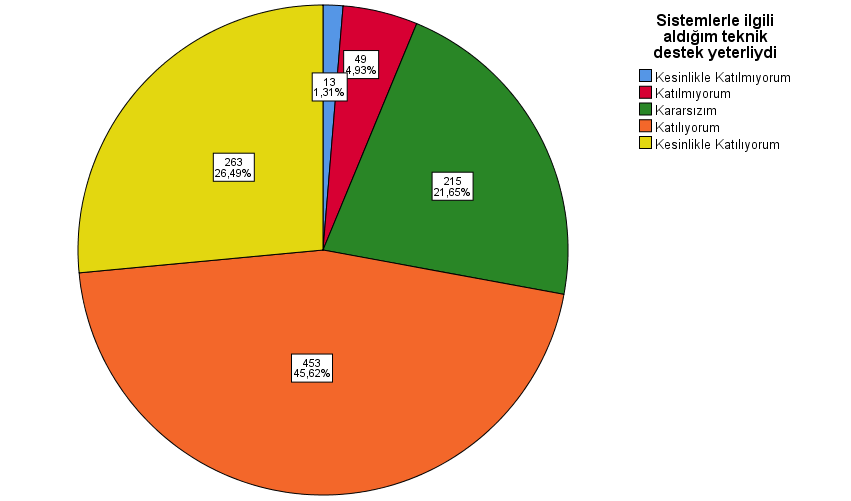 Sistemlerle ilgili
aldığım teknik
destek yeterliydi
Kesinlikle Katılmıyorum
Katılmıyorum
Kararsızım
Katılıyorum
Kesinlikle Katılıyorum
13
1,31%
49
4,93%
215
21,65%
453
45,62%
263
26,49%